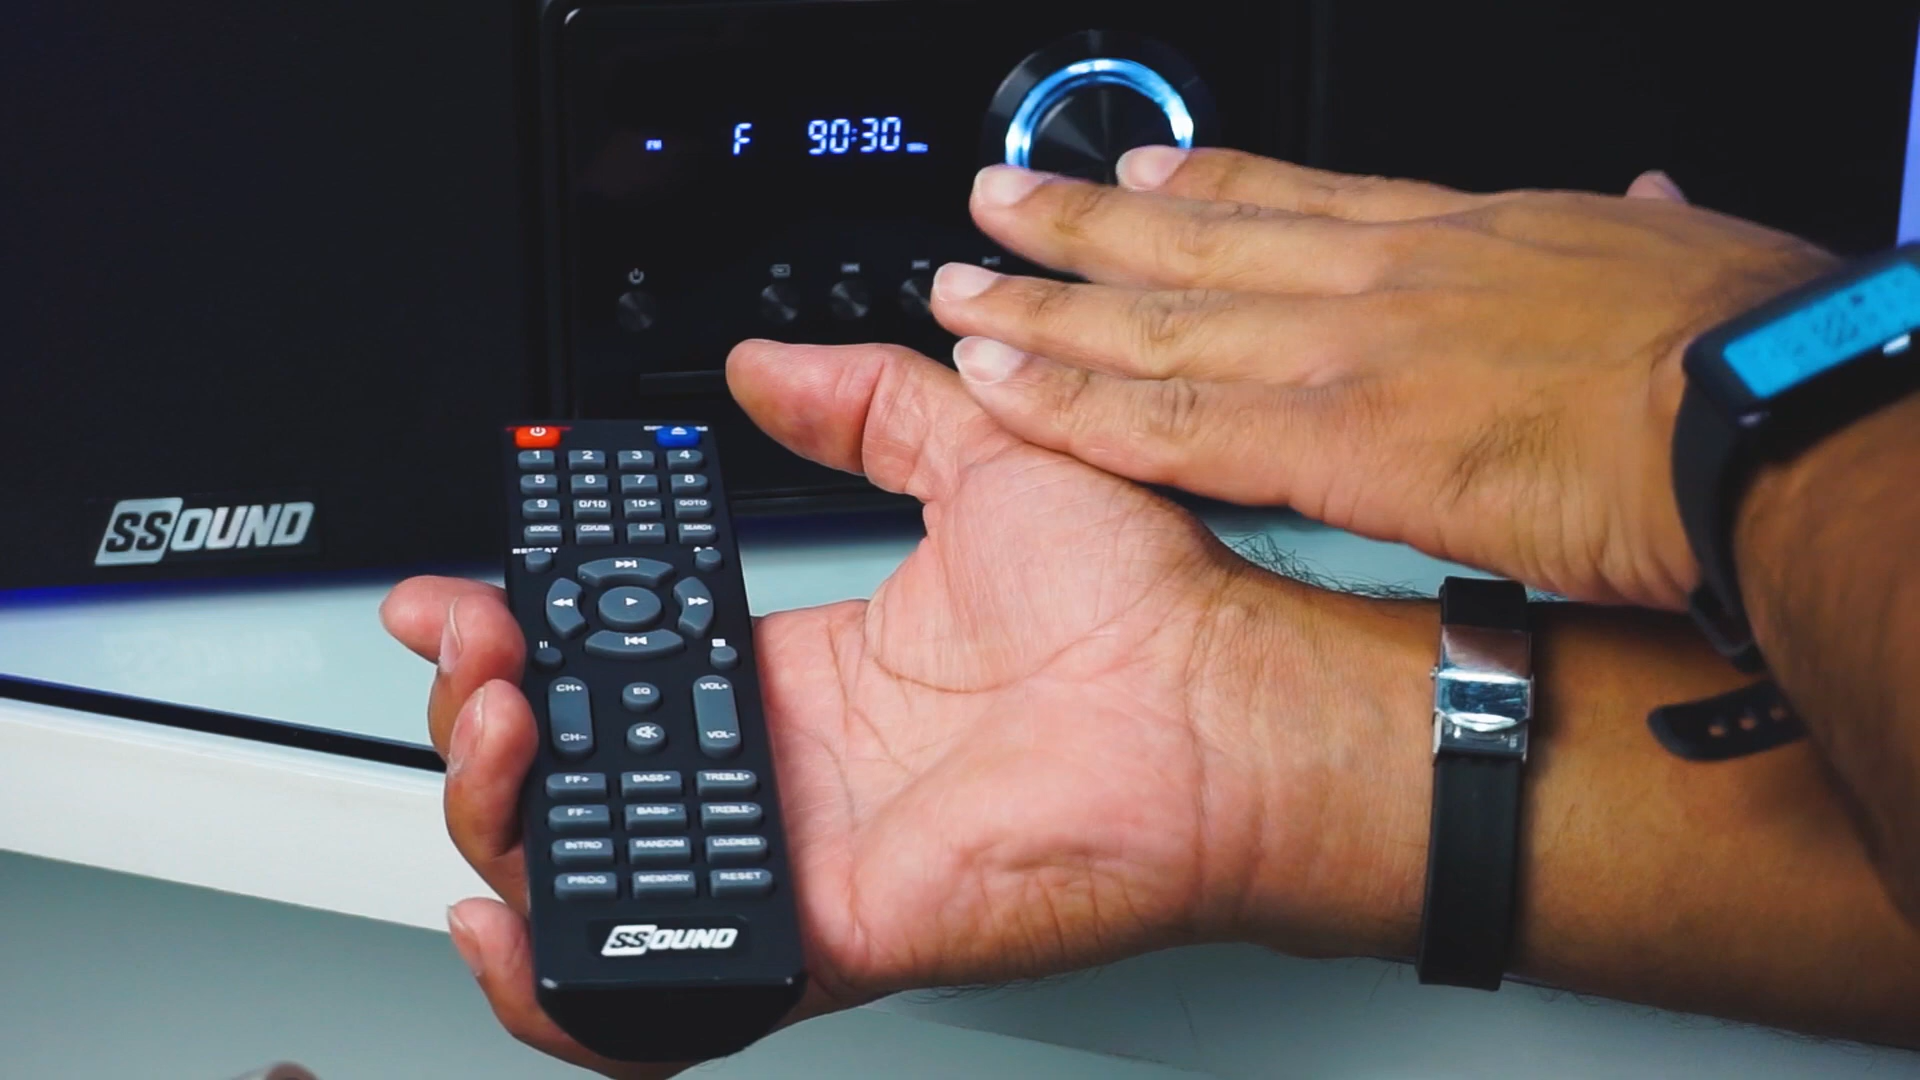 FM F 90:30
SSOUND
1 2 3 4
5 6 7 8
9 0/10 10+ GOTO
SOURCE CD/USB BT SEARCH
REPEAT
CH+ EQ VOL+
CH- VOL-
FF+ BASS+ TREBLE+
FF- BASS- TREBLE-
INTRO RANDOM LOUDNESS
PROG MEMORY RESET
SSOUND